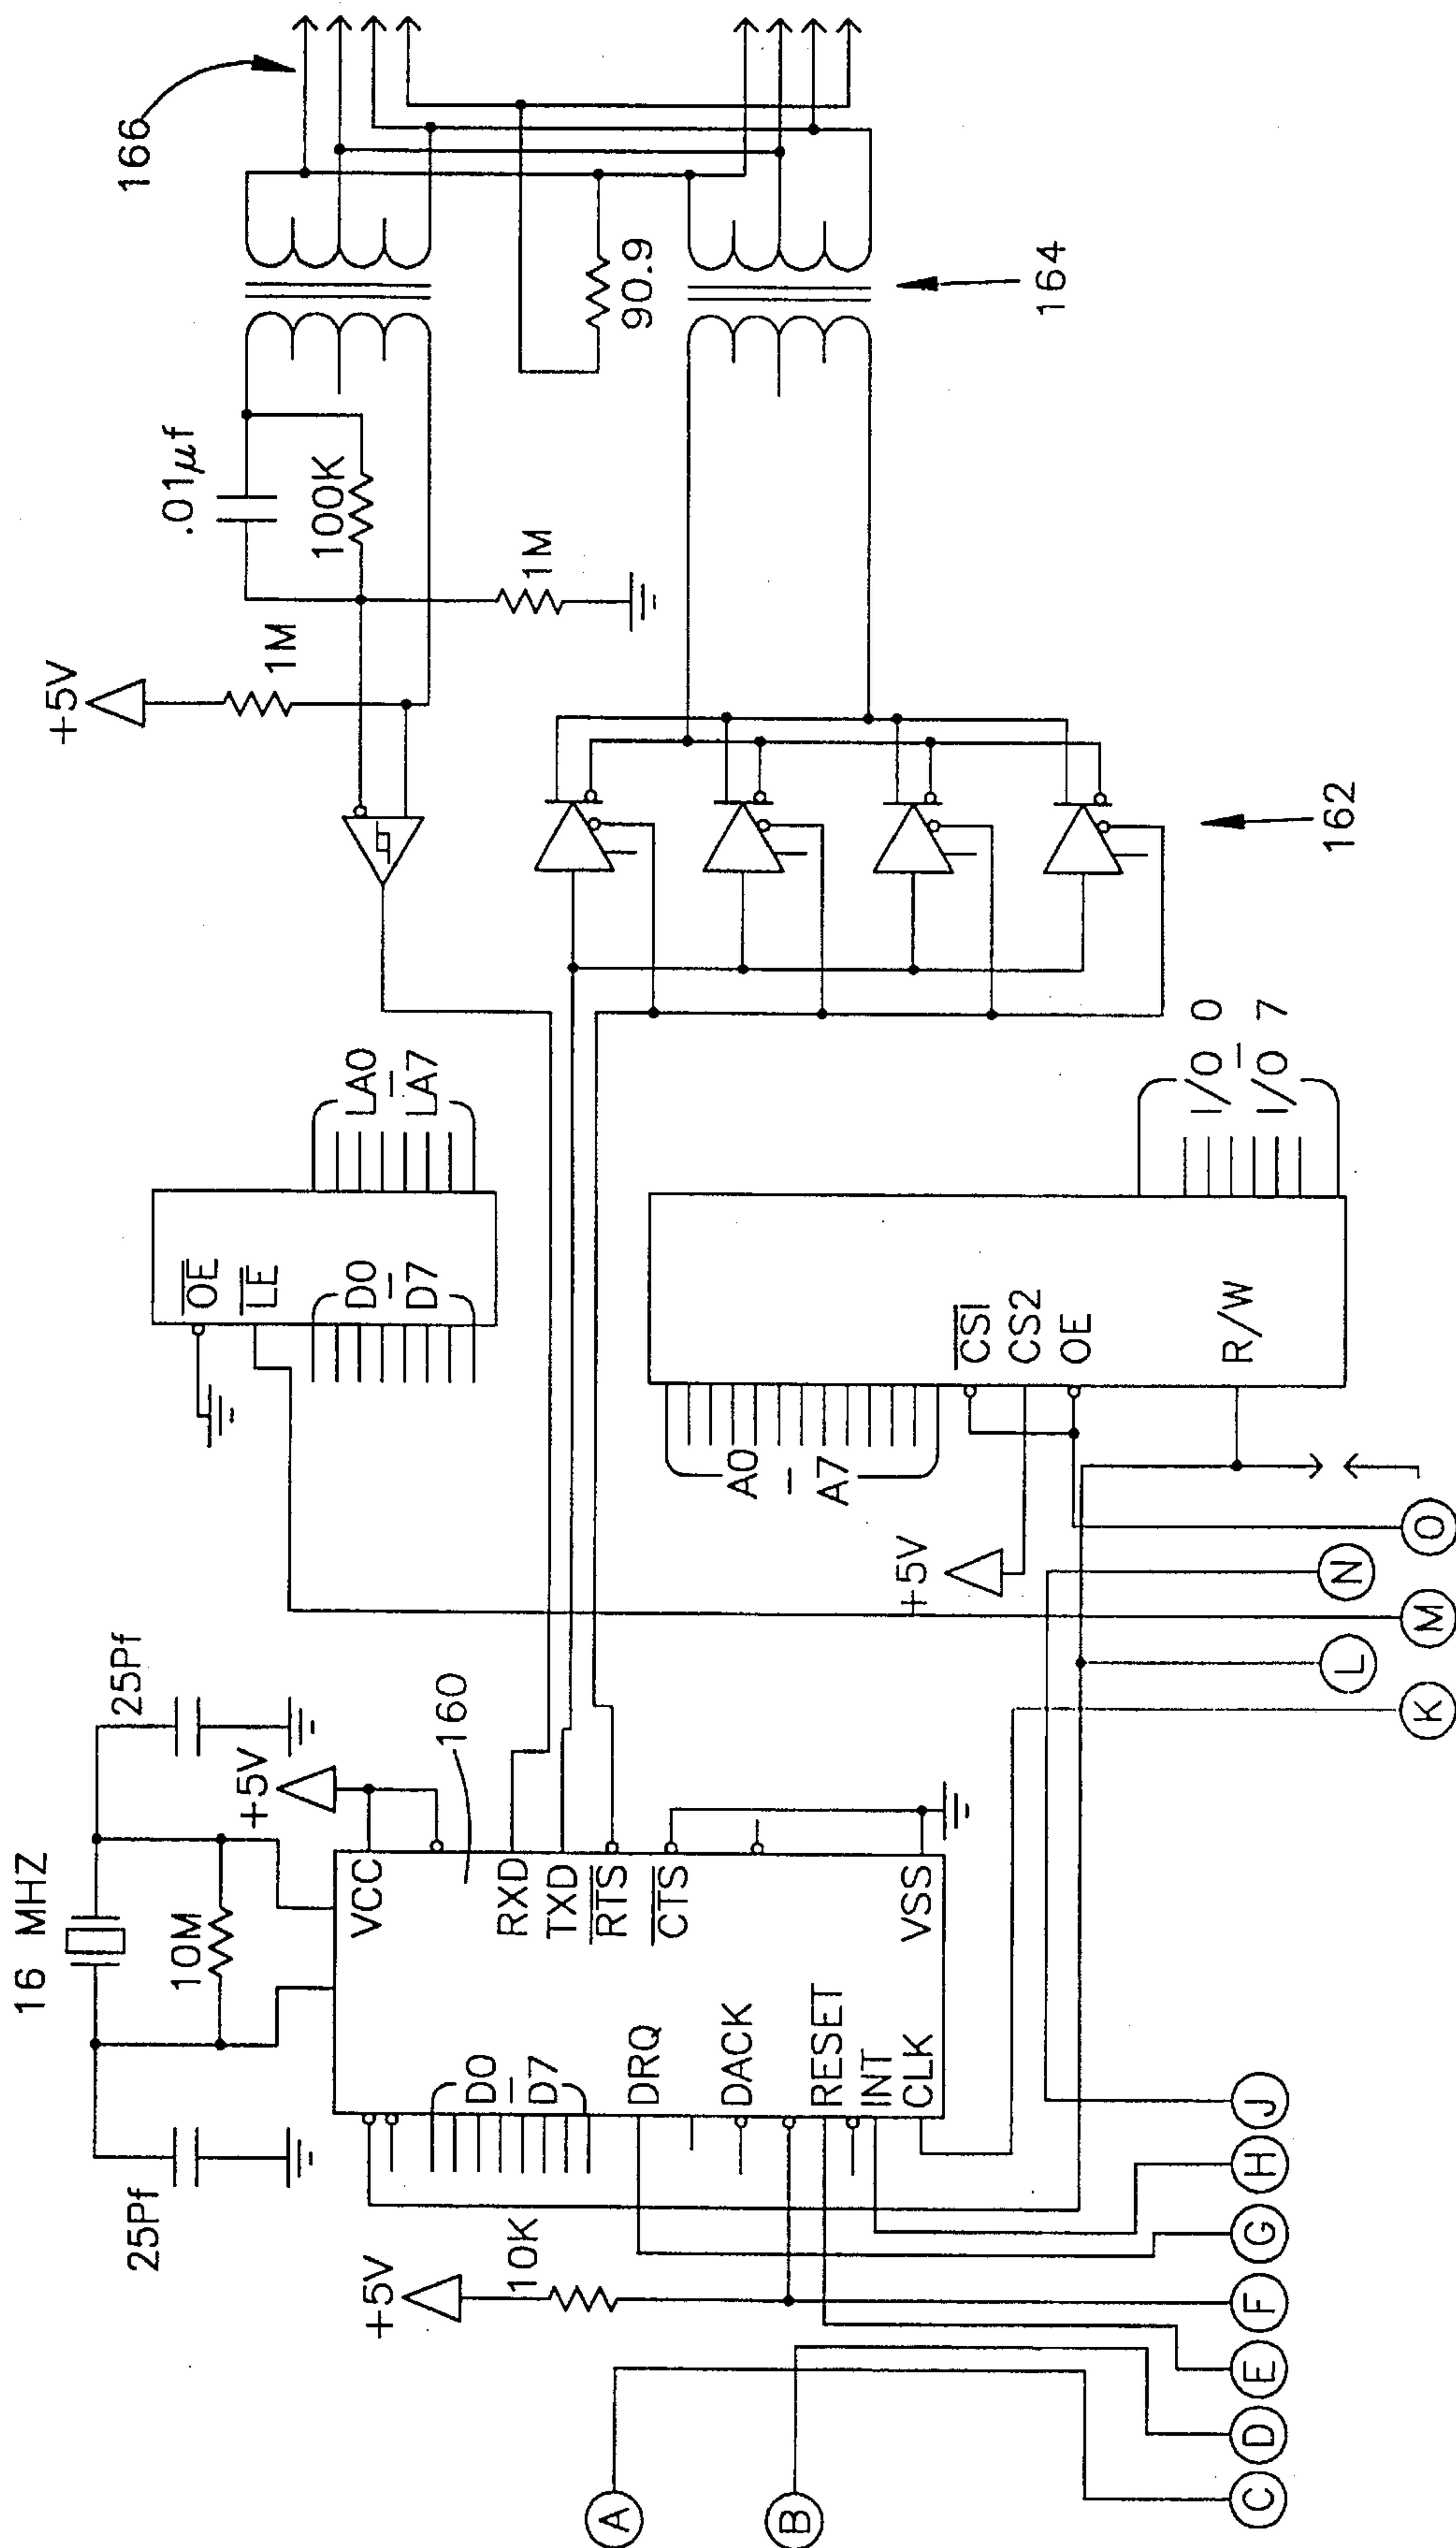 16 MHZ
25Pf
25Pf
10M
+5V
160
VCC
RXD
TXD
RTS
CTS
VSS
D0
–
D7
DRQ
DACK
RESET
INT
CLK
+5V
10K
A
B
C
D
E
F
G
H
J
K
L
M
N
O
OE
LE
D0
–
D7
LA0
–
LA7
A0
–
A7
+5V
CS1
CS2
OE
R/W
I/O 0
–
I/O 7
+5V
1M
1M
.01µf
100K
90.9
162
164
166